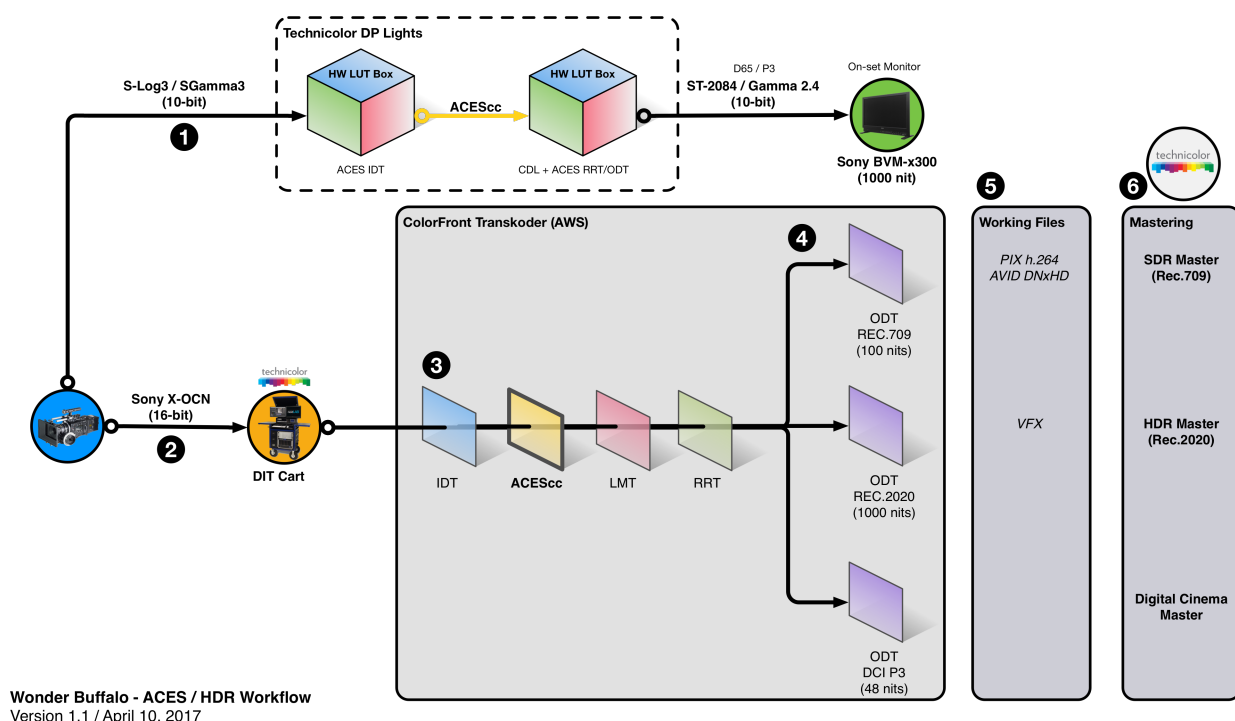 Technicolor DP Lights
HW LUT Box
HW LUT Box
ACES IDT
CDL + ACES RRT/ODT
S-Log3 / SGamma3
(10-bit)
1
ACEScc
D65 / P3
ST-2084 / Gamma 2.4
(10-bit)
On-set Monitor
Sony BVM-x300
(1000 nit)
technicolor
Sony X-OCN
(16-bit)
2
technicolor
DIT Cart
ColorFront Transkoder (AWS)
3
IDT
ACEScc
LMT
RRT
4
ODT
REC.709
(100 nits)
ODT
REC.2020
(1000 nits)
ODT
DCI P3
(48 nits)
5
Working Files
PIX h.264
AVID DNxHD
VFX
6
Mastering
SDR Master
(Rec.709)
HDR Master
(Rec.2020)
Digital Cinema
Master
Wonder Buffalo - ACES / HDR Workflow
Version 1.1 / April 10, 2017